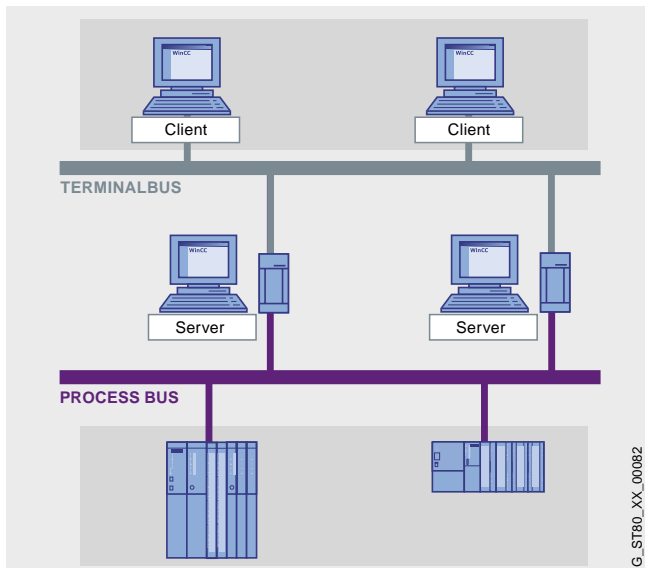 WinCC
WinCC
Client
Client
TERMINALBUS
WinCC
WinCC
Server
Server
PROCESS BUS
G_ST80_XX_00082